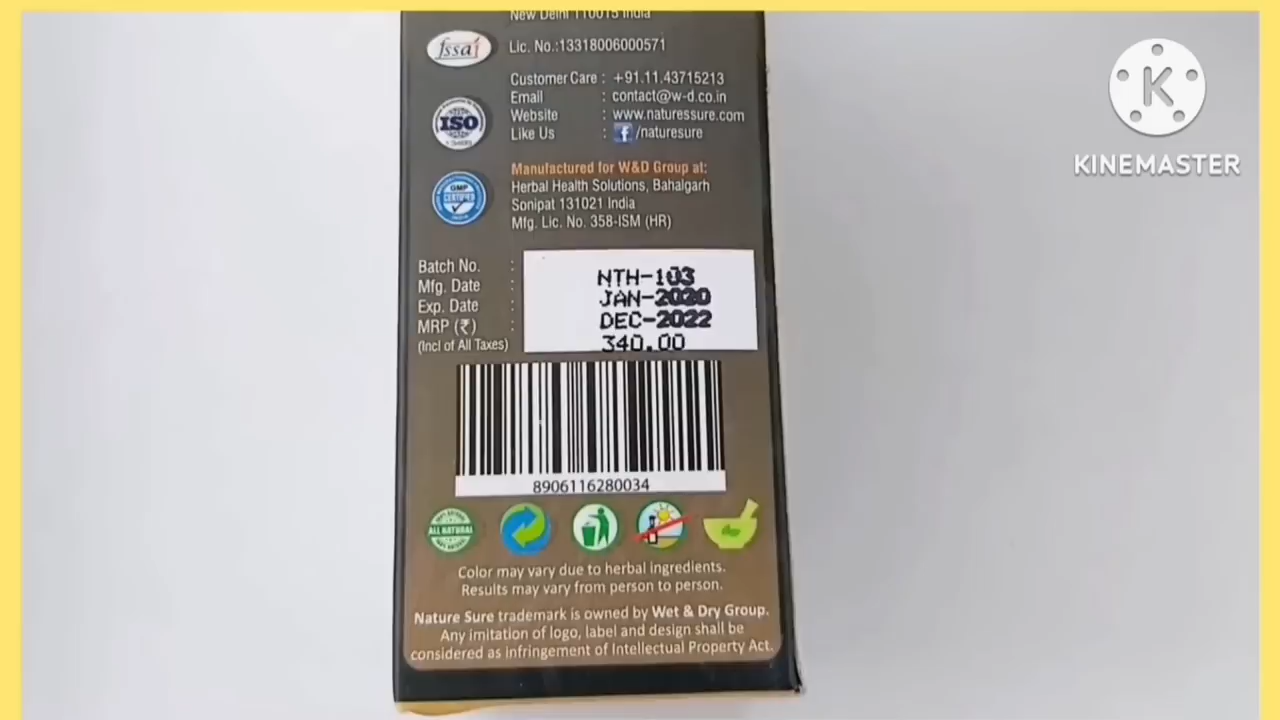 New Delhi 110015 India
fssai
Lic. No.:13318006000571
Customer Care : +91.11.43715213
Email : contact@w-d.co.in
Website : www.naturessure.com
Like Us : f/naturesure
ISO
Manufactured for W&D Group at:
Herbal Health Solutions, Bahalgarh
Sonipat 131021 India
Mfg. Lic. No. 358-ISM (HR)
GMP
CERTIFIED
Batch No. : NTH-103
Mfg. Date : JAN-2020
Exp. Date : DEC-2022
MRP (₹) : 340.00
(Incl of All Taxes)
8906116280034
ALL NATURAL
Color may vary due to herbal ingredients.
Results may vary from person to person.
Nature Sure trademark is owned by Wet & Dry Group.
Any imitation of logo, label and design shall be
considered as infringement of Intellectual Property Act.
K
KINEMASTER